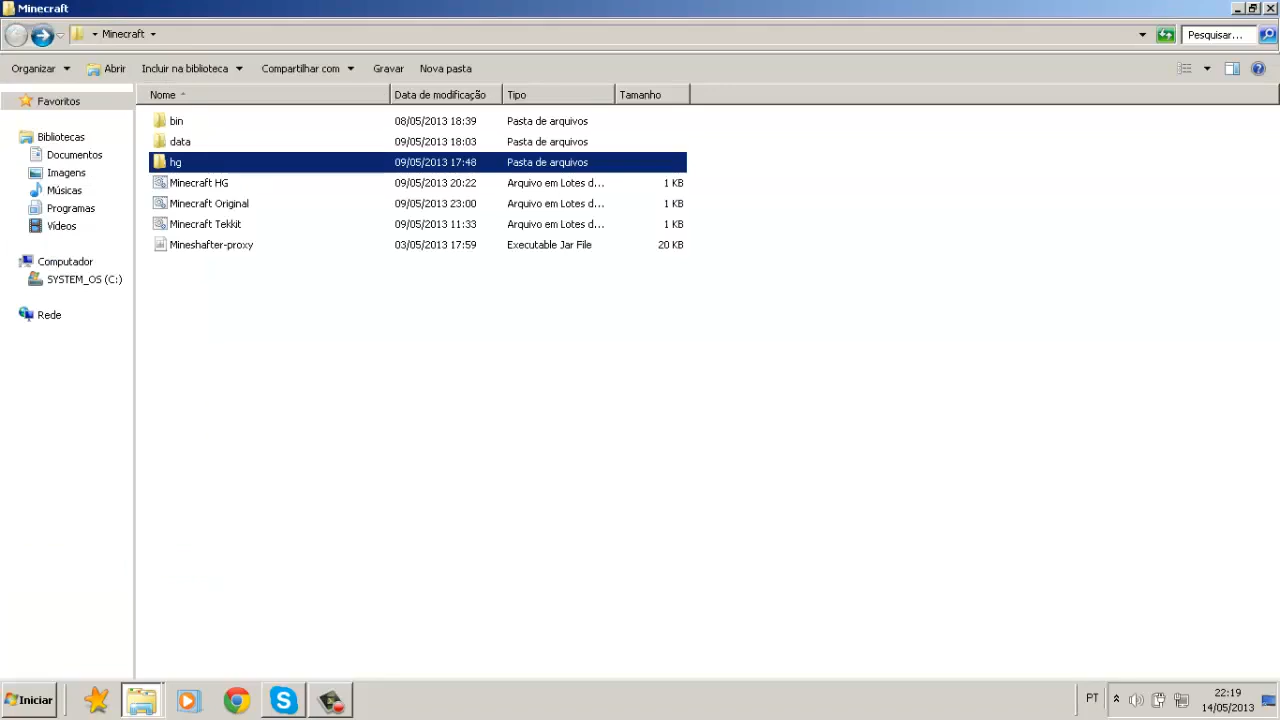 Minecraft
Minecraft
Pesquisar...
Organizar Abrir Incluir na biblioteca Compartilhar com Gravar Nova pasta
Favoritos
Bibliotecas
Documentos
Imagens
Músicas
Programas
Vídeos
Computador
SYSTEM_OS (C:)
Rede
Nome Data de modificação Tipo Tamanho
bin 08/05/2013 18:39 Pasta de arquivos
data 09/05/2013 18:03 Pasta de arquivos
hg 09/05/2013 17:48 Pasta de arquivos
Minecraft HG 09/05/2013 20:22 Arquivo em Lotes d... 1 KB
Minecraft Original 09/05/2013 23:00 Arquivo em Lotes d... 1 KB
Minecraft Tekkit 09/05/2013 11:33 Arquivo em Lotes d... 1 KB
Mineshafter-proxy 03/05/2013 17:59 Executable Jar File 20 KB
Iniciar
PT
22:19
14/05/2013